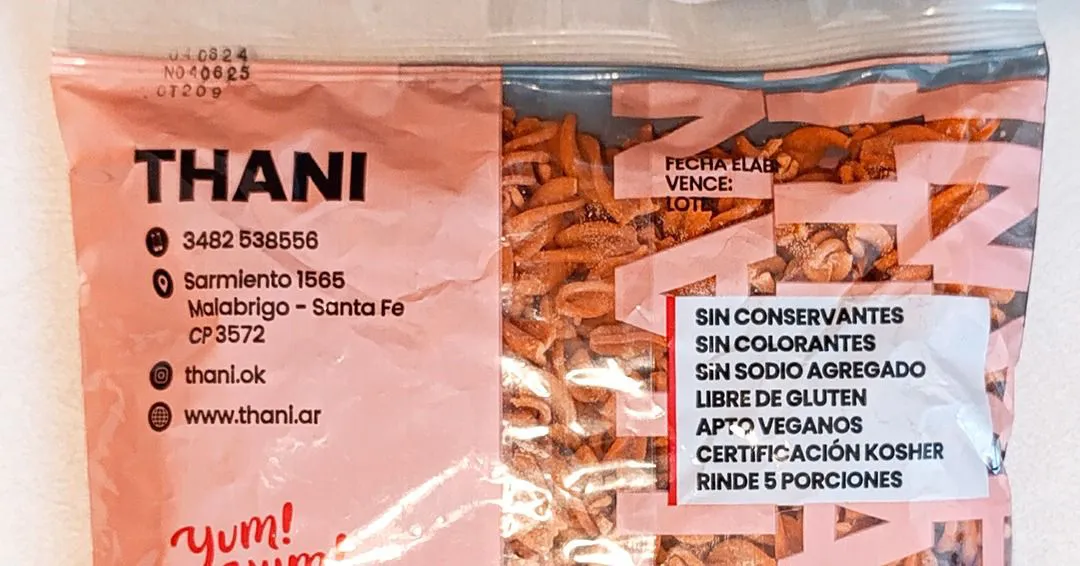 040824
N040625
OT209
THANI
3482 538556
Sarmiento 1565
Malabrigo - Santa Fe
CP 3572
thani.ok
www.thani.ar
Yum!
FECHA ELAB
VENCE:
LOTE
SIN CONSERVANTES
SIN COLORANTES
SiN SODIO AGREGADO
LIBRE DE GLUTEN
APTO VEGANOS
CERTIFICACIÓN KOSHER
RINDE 5 PORCIONES